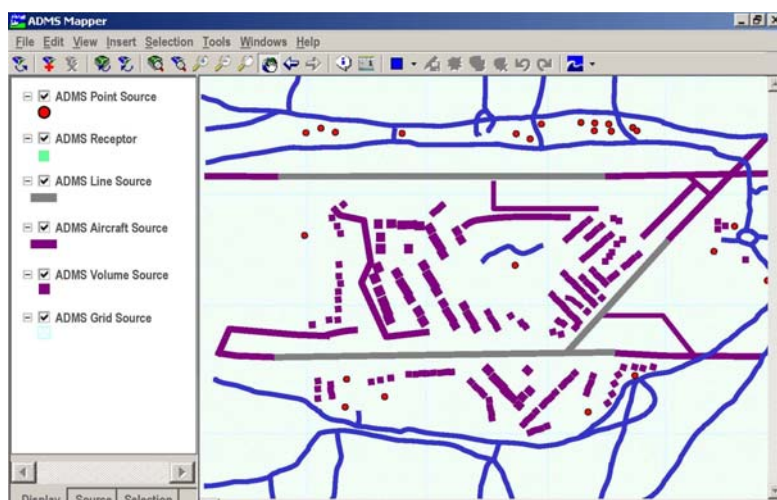 ADMS Mapper
File Edit View Insert Selection Tools Windows Help
ADMS Point Source
ADMS Receptor
ADMS Line Source
ADMS Aircraft Source
ADMS Volume Source
ADMS Grid Source
Display Source Selection